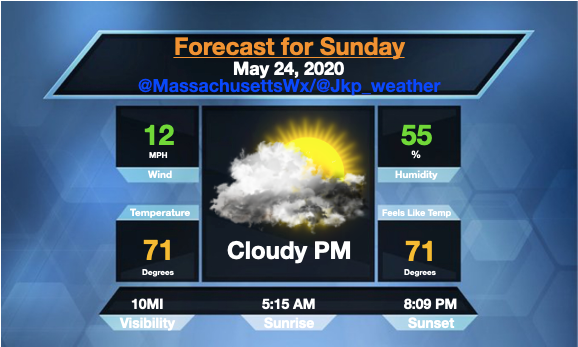 Forecast for Sunday
May 24, 2020
@MassachusettsWx/@Jkp_weather
12
MPH
Wind
55
%
Humidity
Temperature
71
Degrees
Cloudy PM
Feels Like Temp
71
Degrees
10MI
Visibility
5:15 AM
Sunrise
8:09 PM
Sunset